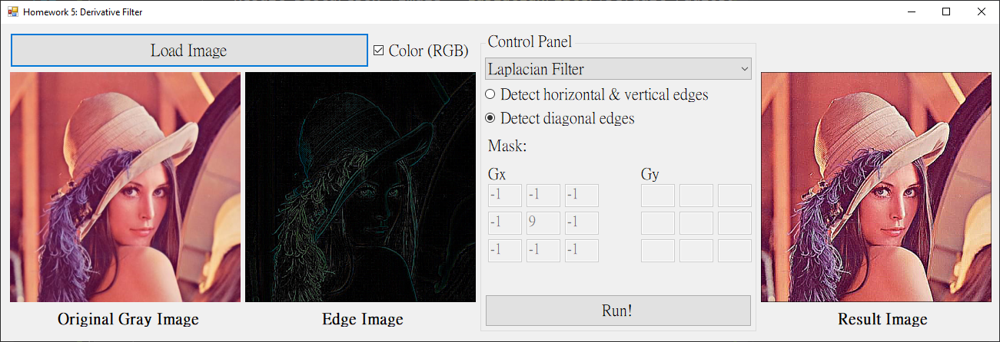 Homework 5: Derivative Filter
Load Image
Color (RGB)
Control Panel
Laplacian Filter
Detect horizontal & vertical edges
Detect diagonal edges
Mask:
Gx Gy
-1 -1 -1
-1 9 -1
-1 -1 -1
Run!
Original Gray Image
Edge Image
Result Image